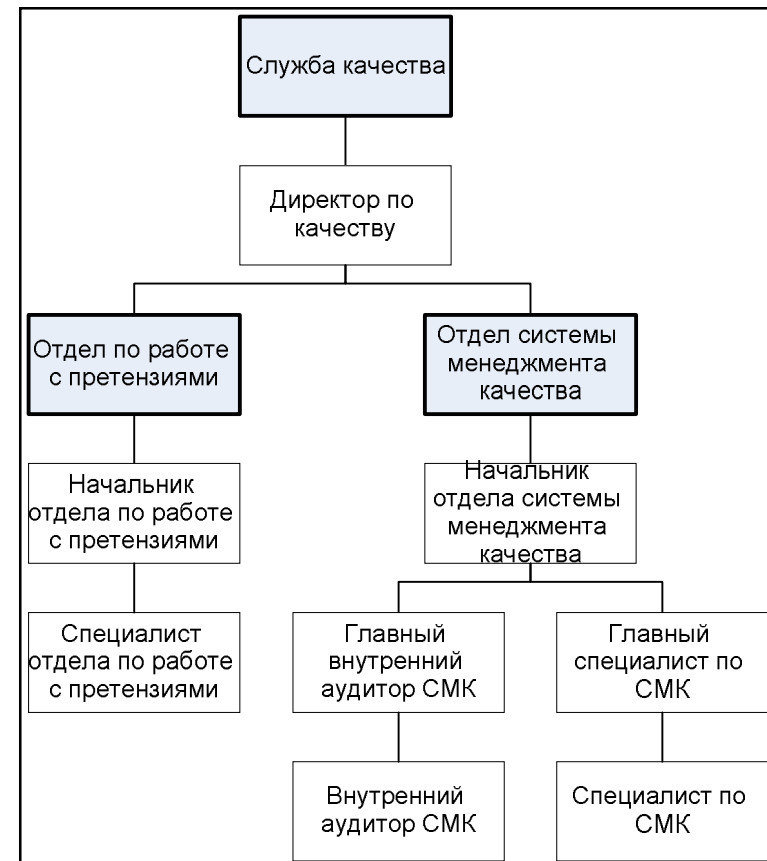 Служба качества
Директор по
качеству
Отдел по работе
с претензиями
Отдел системы
менеджмента
качества
Начальник
отдела по работе
с претензиями
Начальник
отдела системы
менеджмента
качества
Специалист
отдела по работе
с претензиями
Главный
внутренний
аудитор СМК
Главный
специалист по
СМК
Внутренний
аудитор СМК
Специалист по
СМК